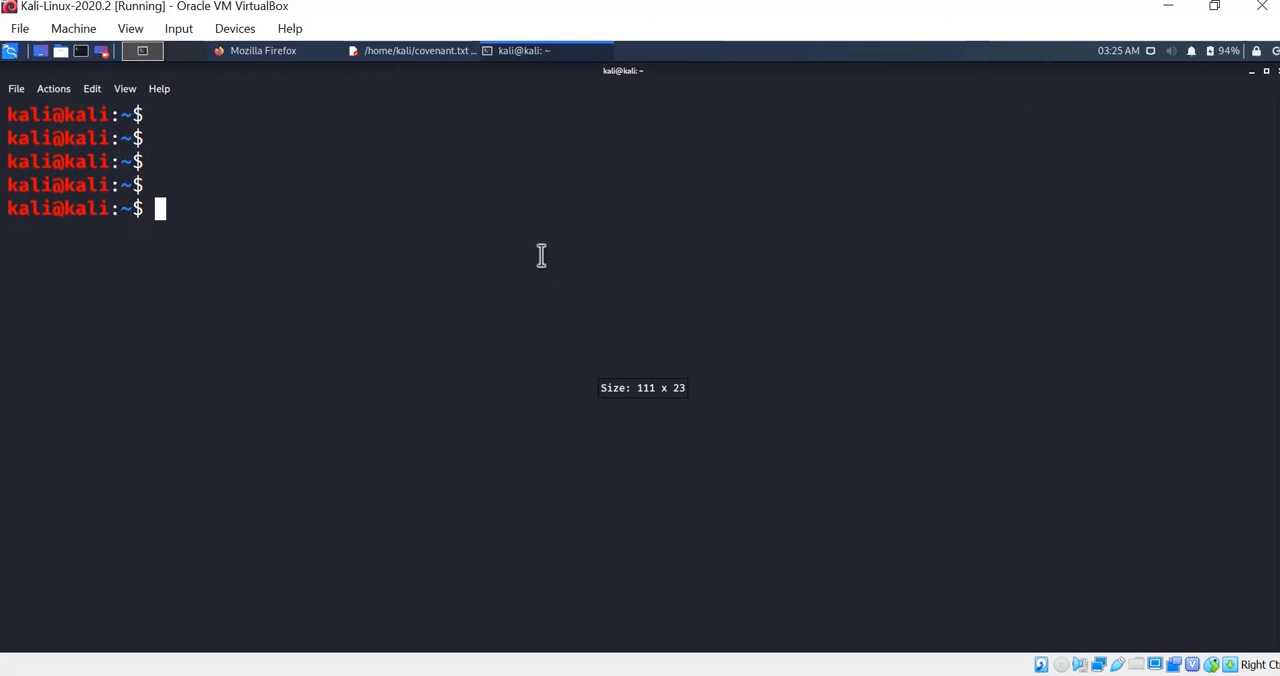 Kali-Linux-2020.2 [Running] - Oracle VM VirtualBox
File Machine View Input Devices Help
Mozilla Firefox /home/kali/covenant.txt ... kali@kali: ~ 03:25 AM 94%
kali@kali: ~
File Actions Edit View Help
kali@kali:~$
kali@kali:~$
kali@kali:~$
kali@kali:~$
kali@kali:~$
Size: 111 x 23
Right Ct